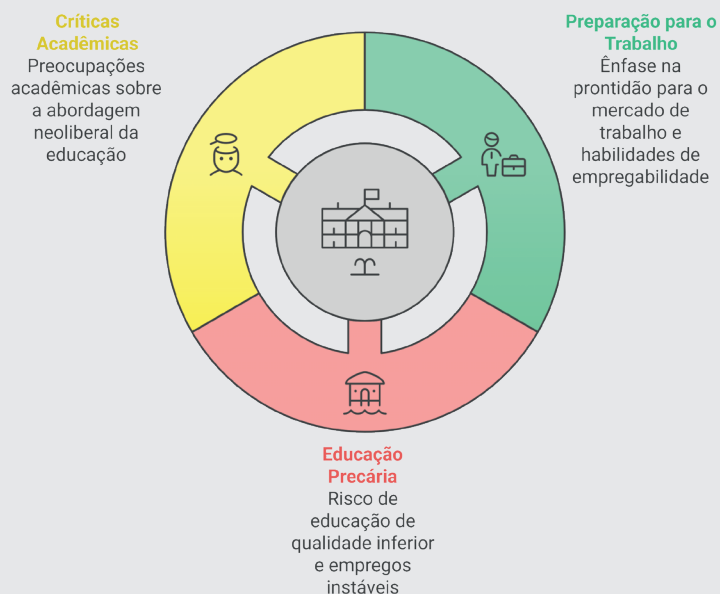 Críticas
Acadêmicas
Preocupações
acadêmicas sobre
a abordagem
neoliberal da
educação
Preparação para o
Trabalho
Ênfase na
prontidão para o
mercado de
trabalho e
habilidades de
empregabilidade
Educação
Precária
Risco de
educação de
qualidade inferior
e empregos
instáveis